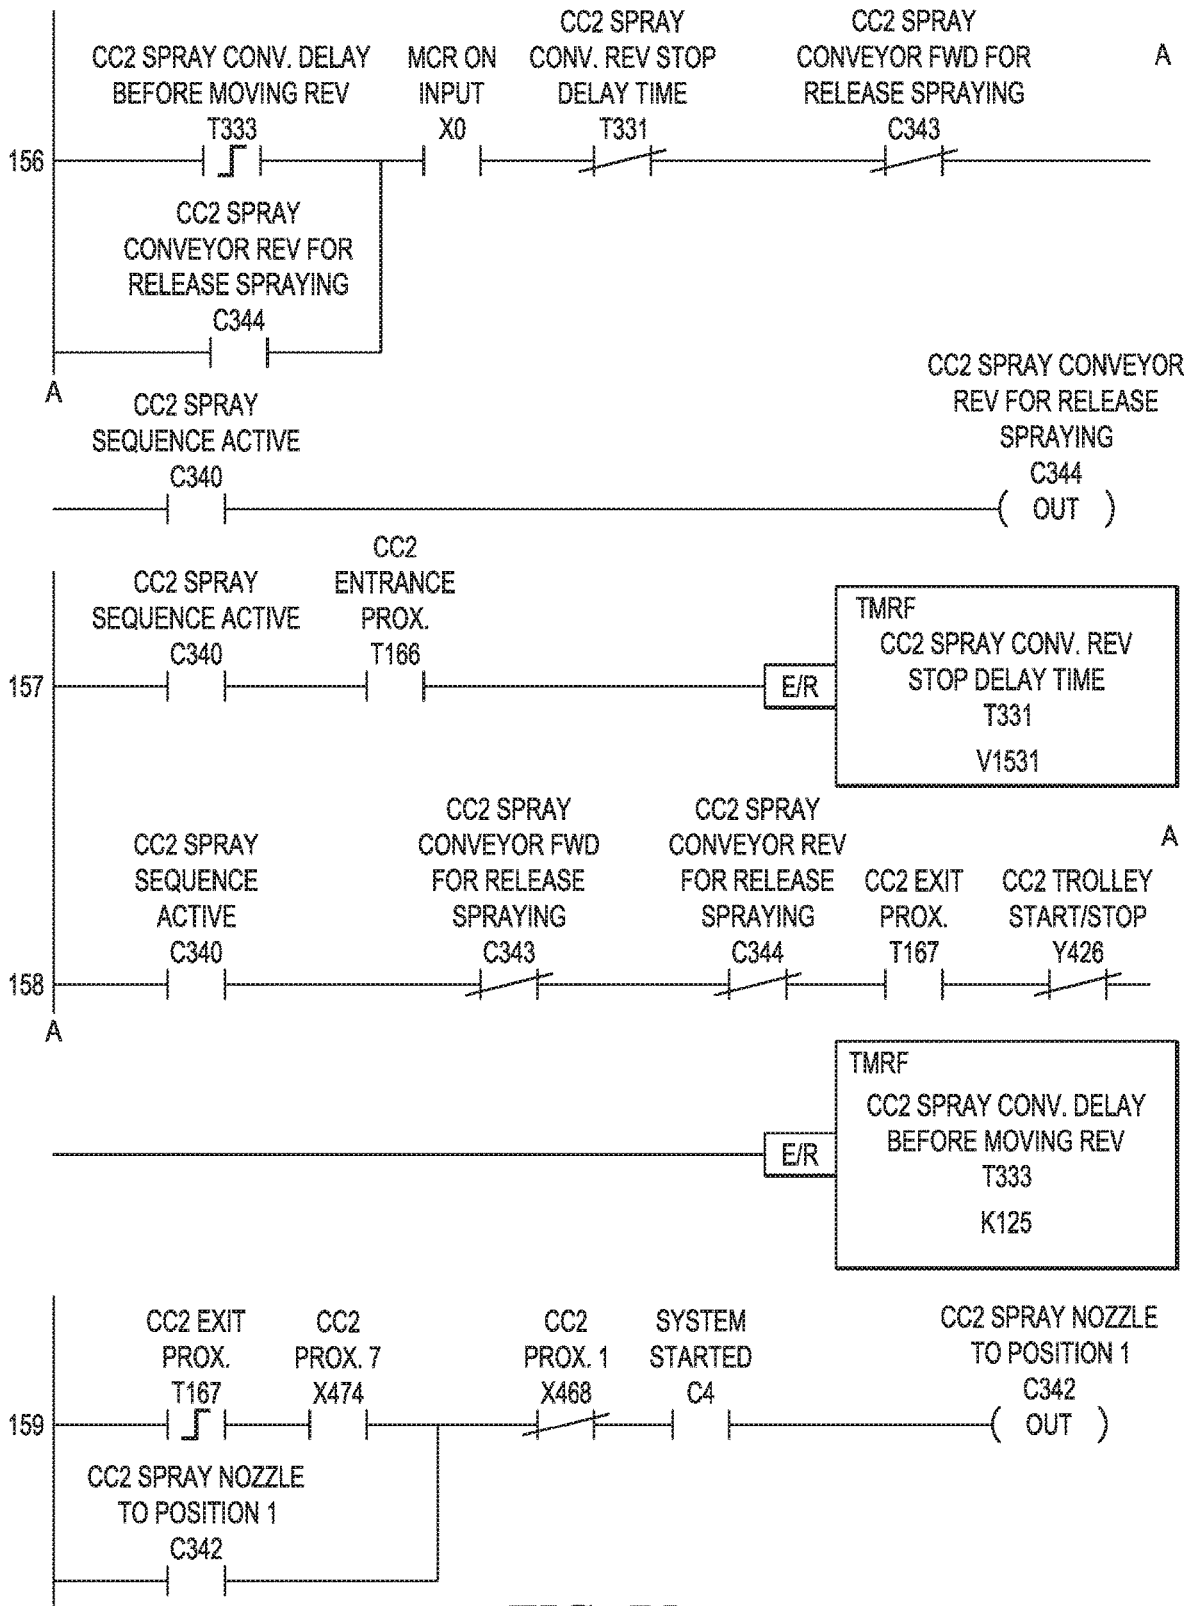 CC2 SPRAY CONV. DELAY
BEFORE MOVING REV
T333
MCR ON
INPUT
X0
CC2 SPRAY
CONV. REV STOP
DELAY TIME
T331
CC2 SPRAY
CONVEYOR FWD FOR
RELEASE SPRAYING
C343
A
156
CC2 SPRAY
CONVEYOR REV FOR
RELEASE SPRAYING
C344
A
CC2 SPRAY
SEQUENCE ACTIVE
C340
CC2 SPRAY CONVEYOR
REV FOR RELEASE
SPRAYING
C344
( OUT )
CC2 SPRAY
SEQUENCE ACTIVE
C340
CC2
ENTRANCE
PROX.
T166
157
E/R
TMRF
CC2 SPRAY CONV. REV
STOP DELAY TIME
T331
V1531
CC2 SPRAY
SEQUENCE
ACTIVE
C340
CC2 SPRAY
CONVEYOR FWD
FOR RELEASE
SPRAYING
C343
CC2 SPRAY
CONVEYOR REV
FOR RELEASE
SPRAYING
C344
CC2 EXIT
PROX.
T167
CC2 TROLLEY
START/STOP
Y426
A
158
A
E/R
TMRF
CC2 SPRAY CONV. DELAY
BEFORE MOVING REV
T333
K125
CC2 EXIT
PROX.
T167
CC2
PROX. 7
X474
CC2
PROX. 1
X468
SYSTEM
STARTED
C4
CC2 SPRAY NOZZLE
TO POSITION 1
C342
( OUT )
159
CC2 SPRAY NOZZLE
TO POSITION 1
C342